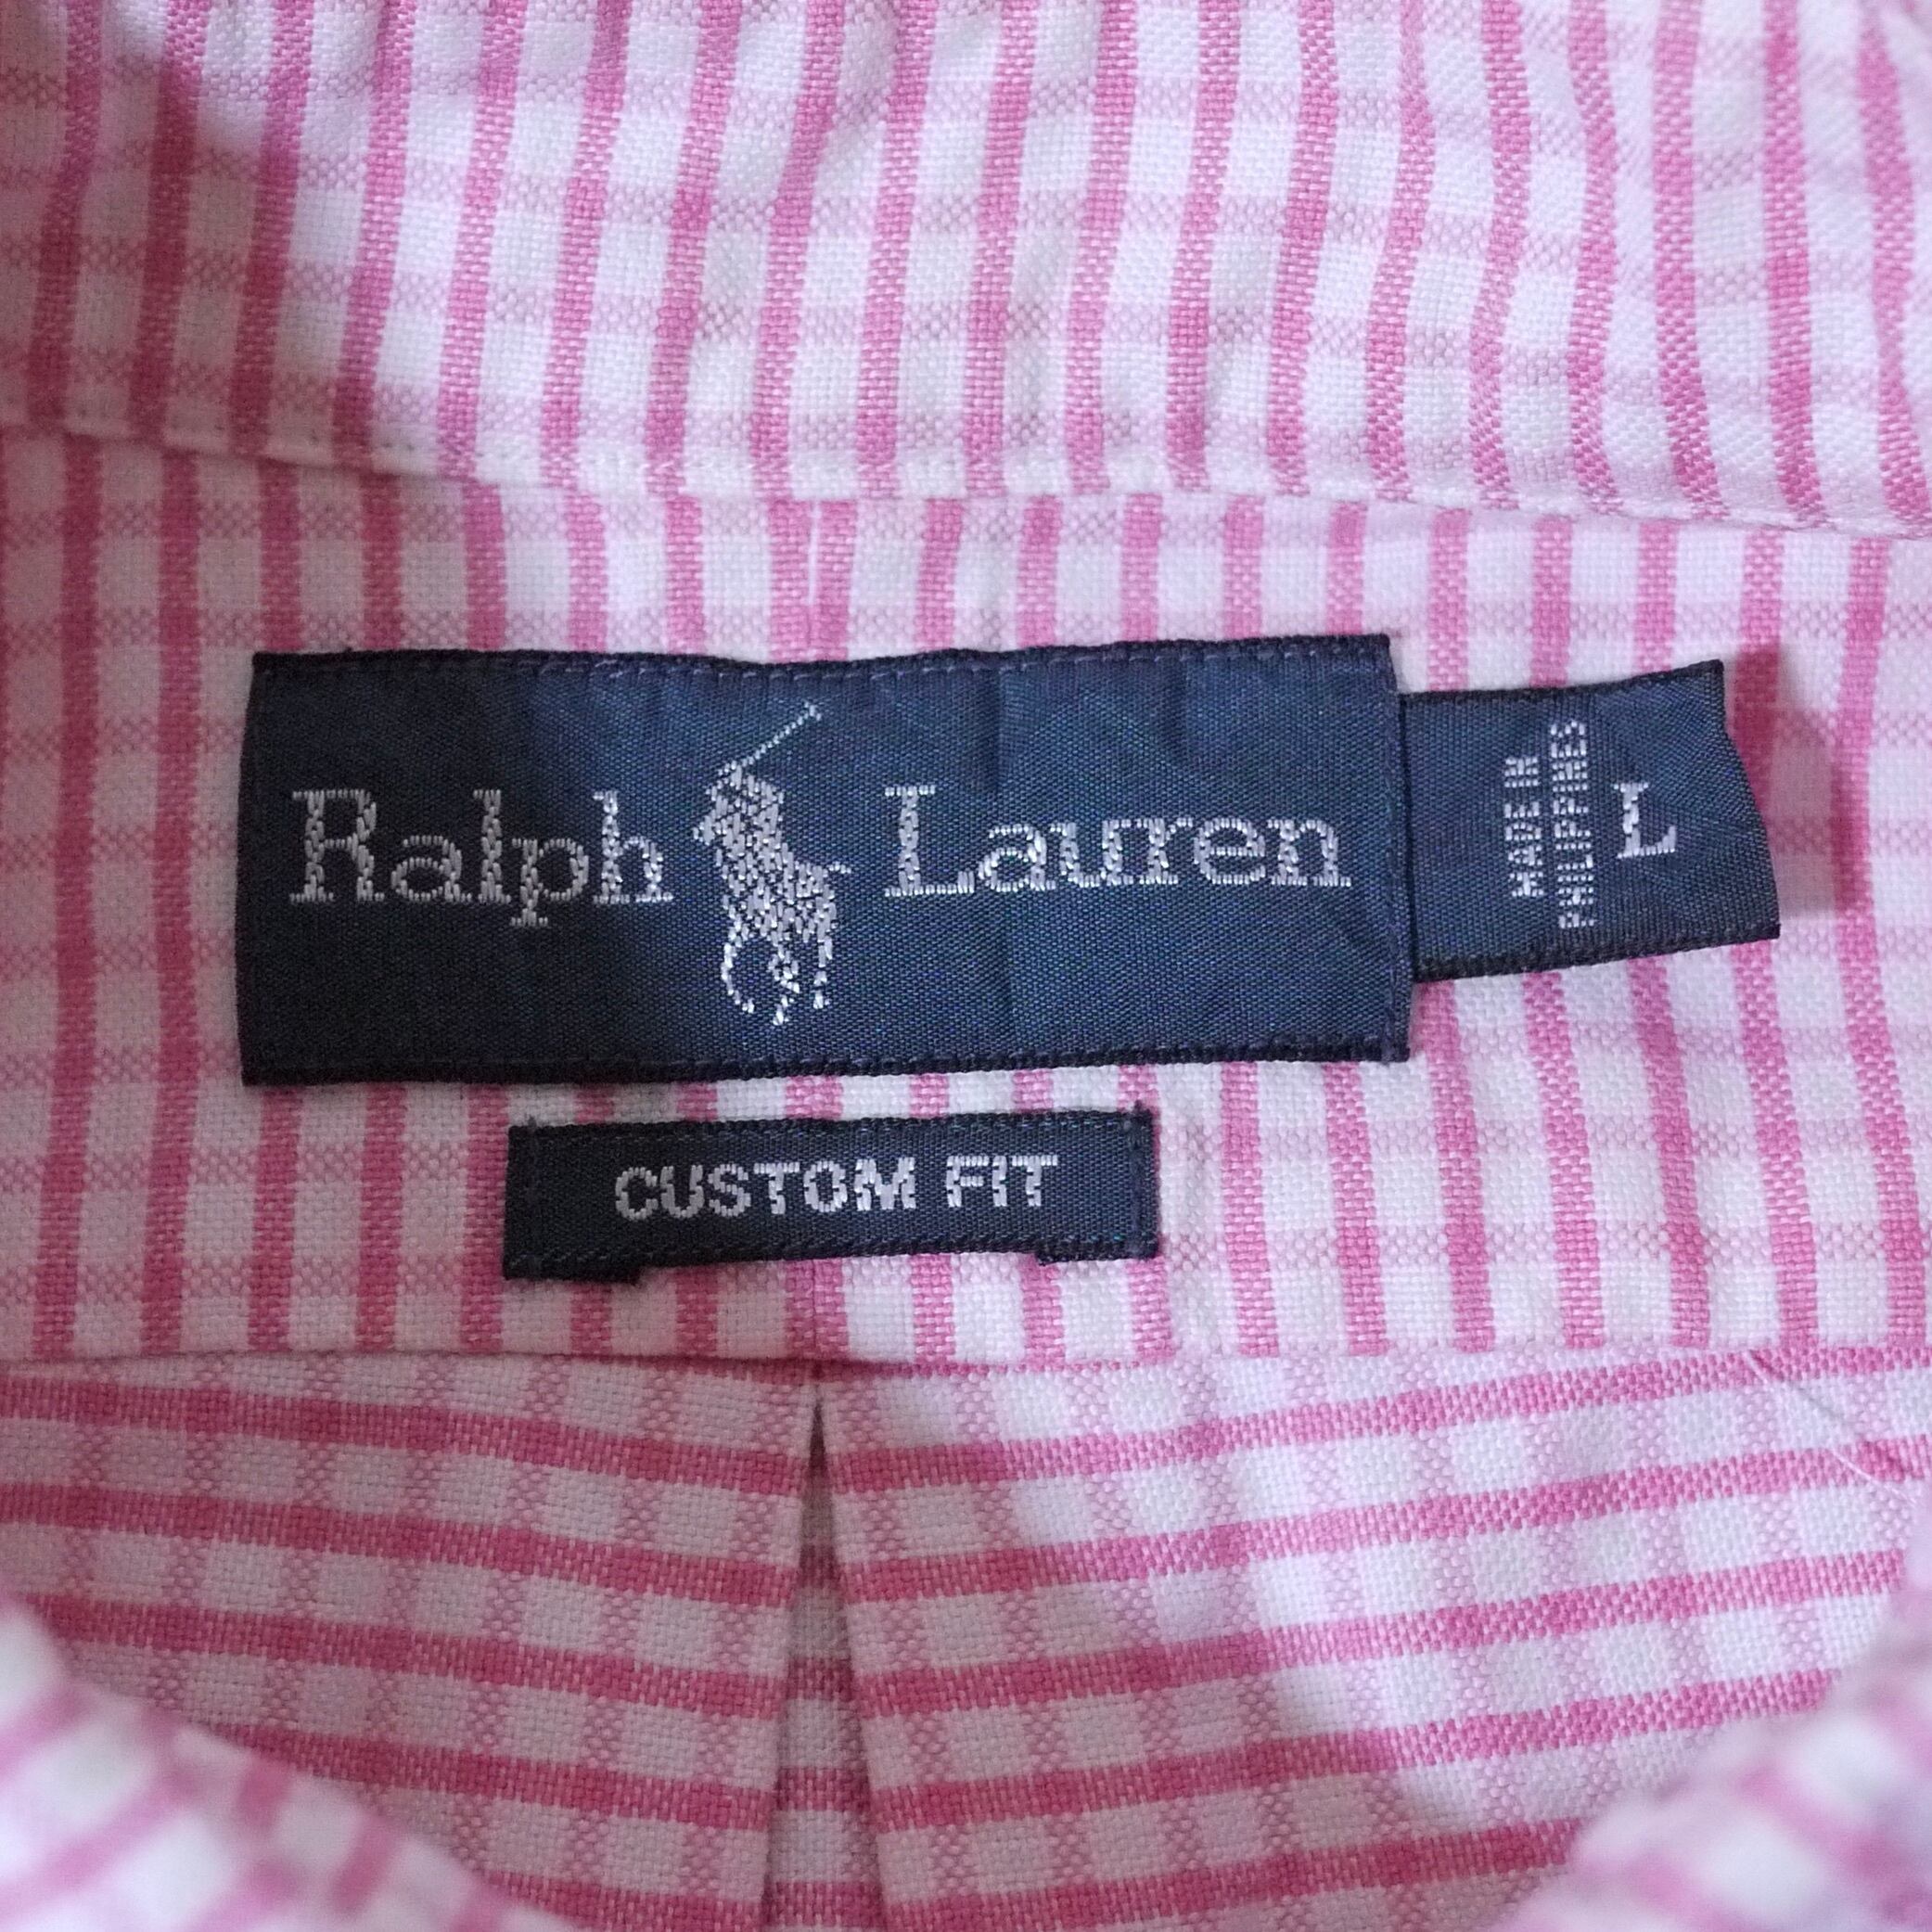 Ralph Lauren
MADE IN
PHILIPPINES
L
CUSTOM FIT